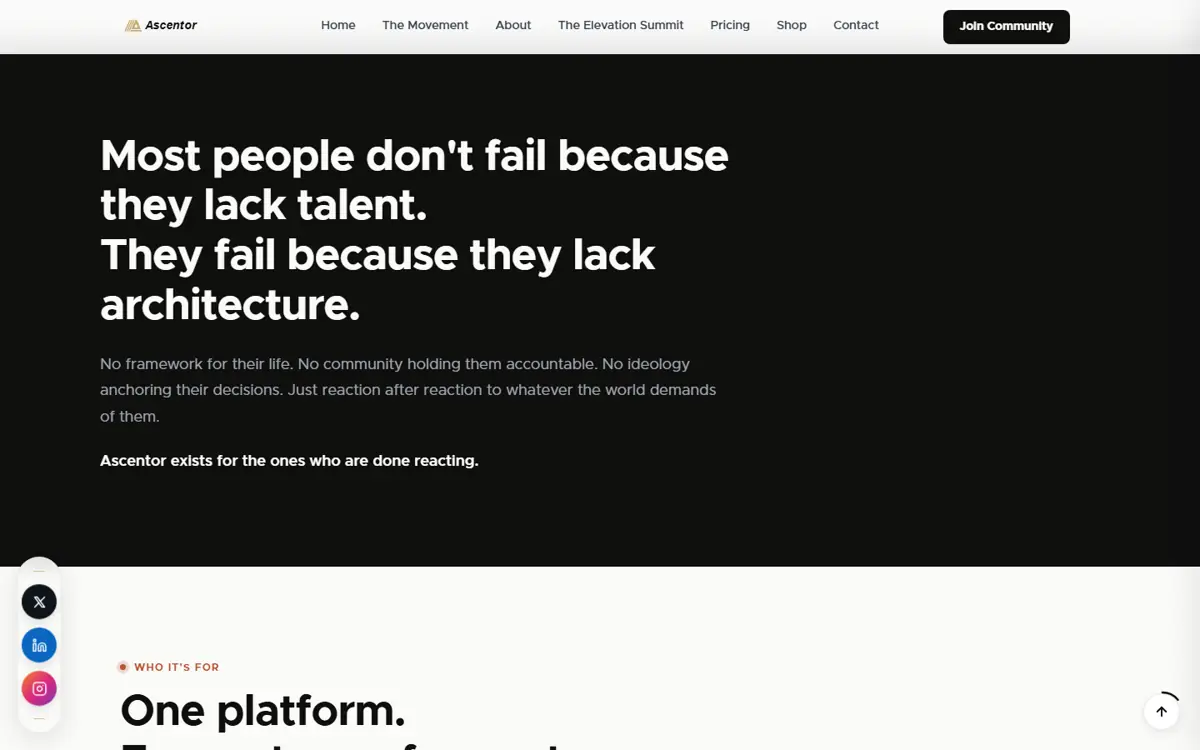 Ascentor
Home
The Movement
About
The Elevation Summit
Pricing
Shop
Contact
Join Community
Most people don't fail because
they lack talent.
They fail because they lack
architecture.
No framework for their life. No community holding them accountable. No ideology
anchoring their decisions. Just reaction after reaction to whatever the world demands
of them.
Ascentor exists for the ones who are done reacting.
WHO IT'S FOR
One platform.